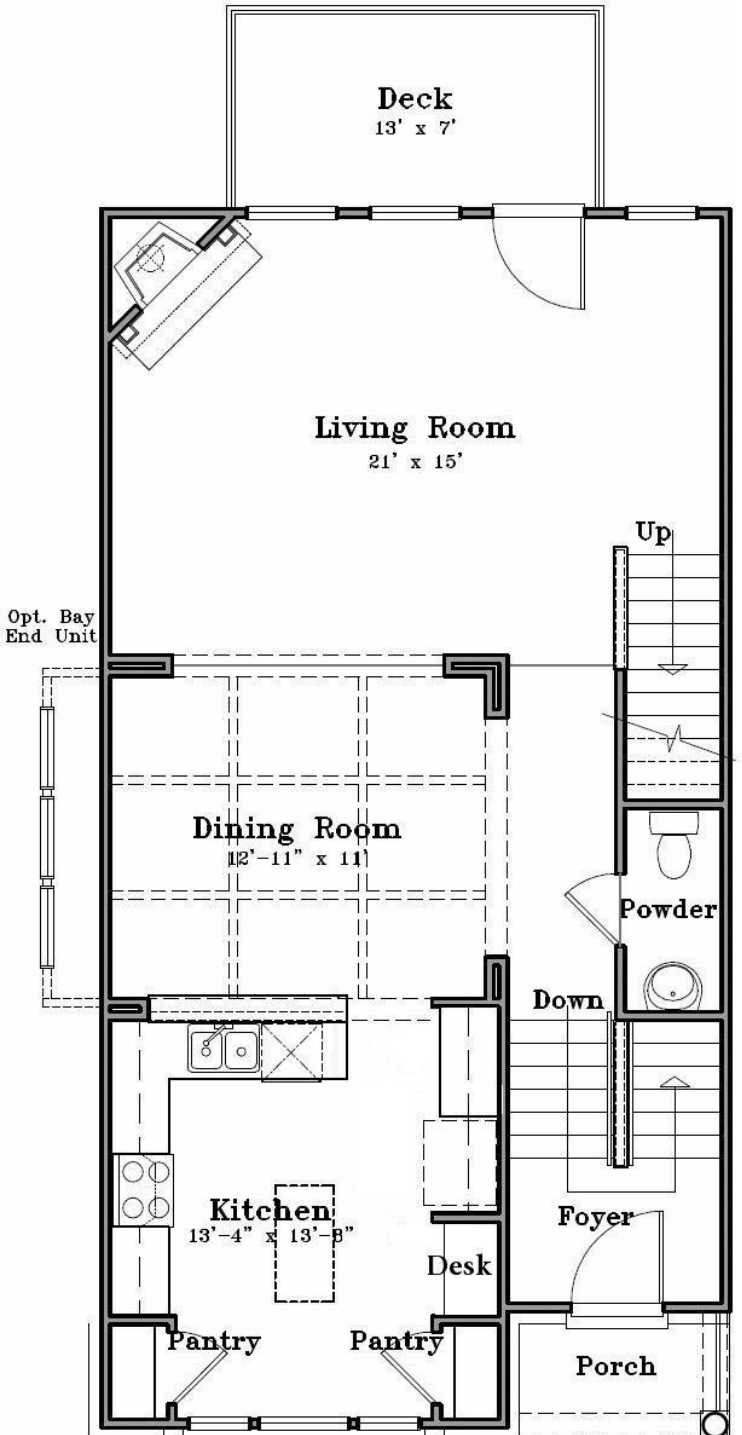 Deck
13' x 7'
Living Room
21' x 15'
Up
Opt. Bay
End Unit
Dining Room
12'-11" x 11'
Powder
Down
Kitchen
13'-4" x 13'-8"
Foyer
Desk
Pantry
Pantry
Porch